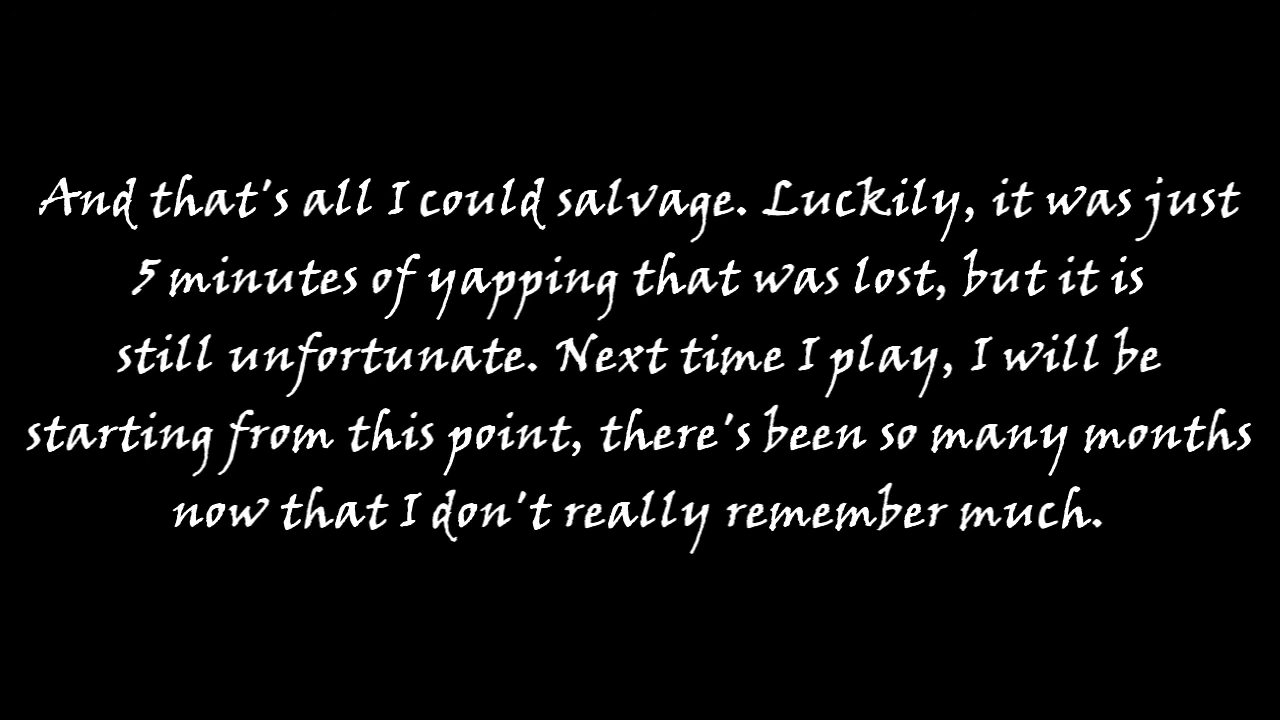 And that's all I could salvage. Luckily, it was just
5 minutes of yapping that was lost, but it is
still unfortunate. Next time I play, I will be
starting from this point, there's been so many months
now that I don't really remember much.